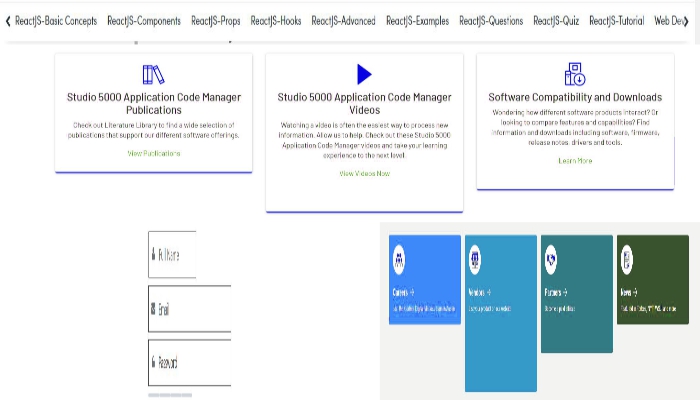 ReactJS-Basic Concepts ReactJS-Components ReactJS-Props ReactJS-Hooks ReactJS-Advanced ReactJS-Examples ReactJS-Questions ReactJS-Quiz ReactJS-Tutorial Web Dev
Studio 5000 Application Code Manager
Publications
Check out Literature Library to find a wide selection of
publications that support our different software offerings.
View Publications
Studio 5000 Application Code Manager
Videos
Watching a video is often the easiest way to process new
information. Allow us to help. Check out these Studio 5000
Application Code Manager videos and take your learning
experience to the next level.
View Videos Now
Software Compatibility and Downloads
Wondering how different software products interact? Or
looking to compare features and capabilities? Find
information and downloads including software, firmware,
release notes, drivers and tools.
Learn More
Full Name
Email
Password
Careers →
Vendors →
Partners →
News →